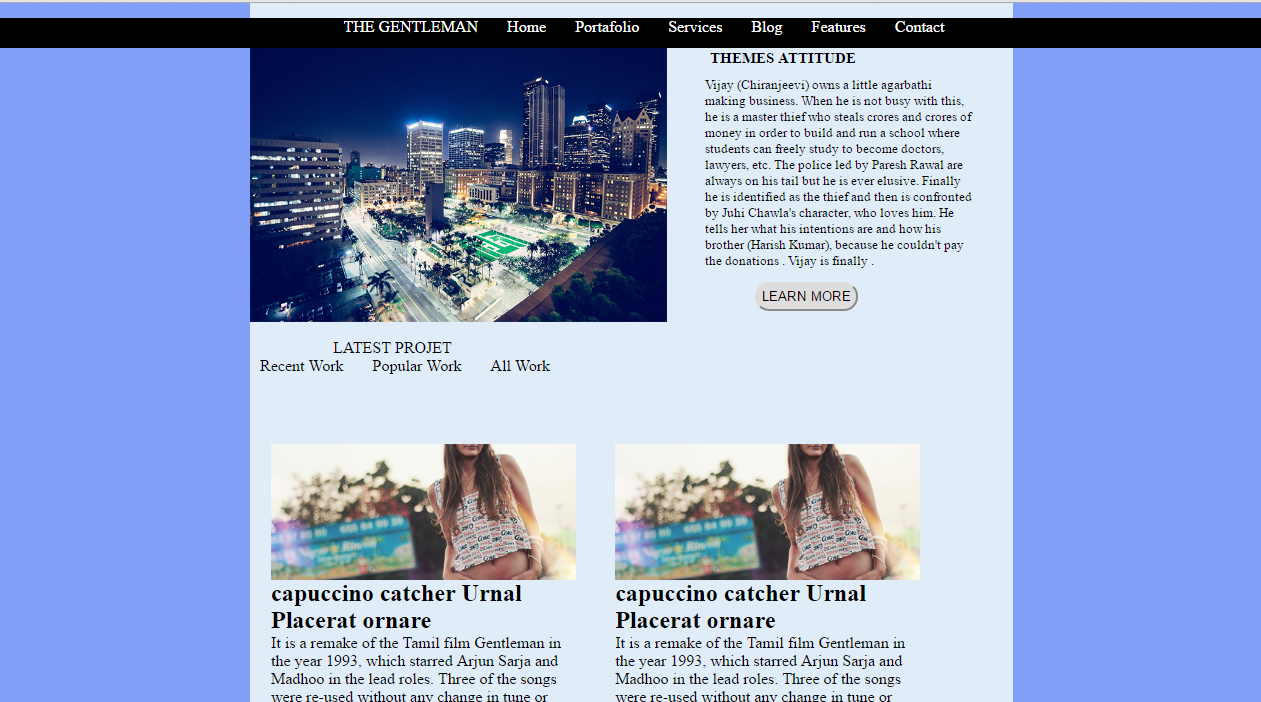 THE GENTLEMAN Home Portafolio Services Blog Features Contact
THEMES ATTITUDE
Vijay (Chiranjeevi) owns a little agarbathi
making business. When he is not busy with this,
he is a master thief who steals crores and crores of
money in order to build and run a school where
students can freely study to become doctors,
lawyers, etc. The police led by Paresh Rawal are
always on his tail but he is ever elusive. Finally
he is identified as the thief and then is confronted
by Juhi Chawla's character, who loves him. He
tells her what his intentions are and how his
brother (Harish Kumar), because he couldn't pay
the donations . Vijay is finally .
LEARN MORE
LATEST PROJET
Recent Work Popular Work All Work
capuccino catcher Urnal
Placerat ornare
It is a remake of the Tamil film Gentleman in
the year 1993, which starred Arjun Sarja and
Madhoo in the lead roles. Three of the songs
were re-used without any change in tune or
capuccino catcher Urnal
Placerat ornare
It is a remake of the Tamil film Gentleman in
the year 1993, which starred Arjun Sarja and
Madhoo in the lead roles. Three of the songs
were re-used without any change in tune or